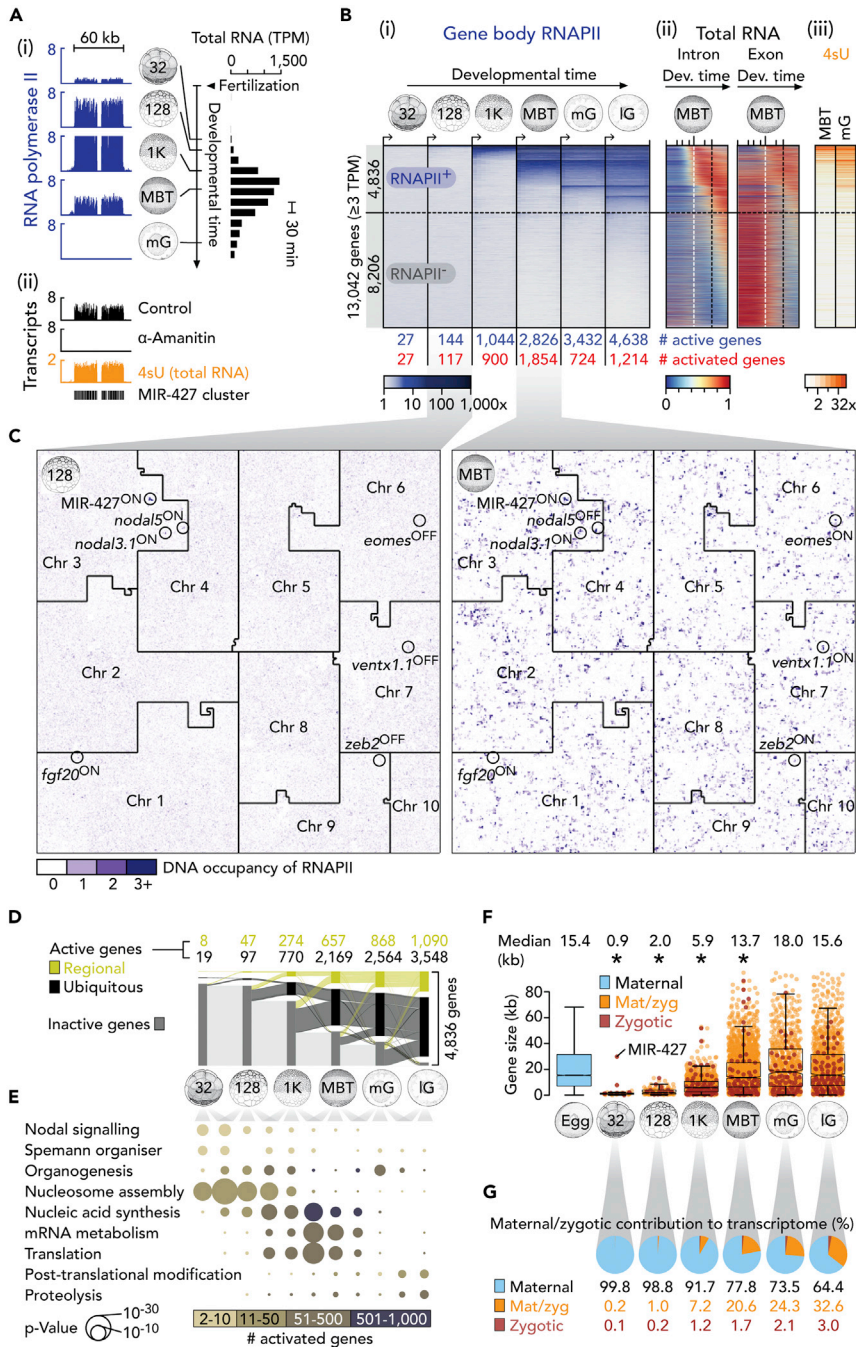 A
(i)
60 kb
Total RNA (TPM)
0 1,500
Fertilization
8
8
8
8
8
RNA polymerase II
32
128
1K
MBT
mG
Developmental time
30 min
(ii)
Transcripts
8
Control
8
α-Amanitin
2
4sU (total RNA)
MIR-427 cluster
B
(i) Gene body RNAPII
Developmental time
32 128 1K MBT mG lG
13,042 genes (≥3 TPM)
4,836
8,206
RNAPII+
RNAPII-
27 144 1,044 2,826 3,432 4,638 # active genes
27 117 900 1,854 724 1,214 # activated genes
1 10 100 1,000x
(ii) Total RNA
Intron Exon
Dev. time Dev. time
MBT MBT
0 1
(iii)
4sU
MBT
mG
2 32x
C
128
MIR-427ON
nodal5ON
nodal3.1ON
Chr 3
Chr 4
Chr 5
Chr 6
eomesOFF
Chr 2
ventx1.1OFF
Chr 7
Chr 8
zeb2OFF
fgf20ON
Chr 1
Chr 9
Chr 10
MBT
MIR-427ON
nodal5OFF
nodal3.1ON
Chr 3
Chr 4
Chr 5
Chr 6
eomesON
Chr 2
ventx1.1ON
Chr 7
Chr 8
zeb2ON
fgf20ON
Chr 1
Chr 9
Chr 10
0 1 2 3+
DNA occupancy of RNAPII
D
Active genes
8 47 274 657 868 1,090
19 97 770 2,169 2,564 3,548
Regional
Ubiquitous
Inactive genes
4,836 genes
32 128 1K MBT mG lG
E
Nodal signalling
Spemann organiser
Organogenesis
Nucleosome assembly
Nucleic acid synthesis
mRNA metabolism
Translation
Post-translational modification
Proteolysis
p-Value
10-30
10-10
2-10 11-50 51-500 501-1,000
# activated genes
F
Median (kb)
15.4 0.9 2.0 5.9 13.7 18.0 15.6
* * * *
Maternal
Mat/zyg
Zygotic
MIR-427
Gene size (kb)
80
60
40
20
0
Egg 32 128 1K MBT mG lG
G
Maternal/zygotic contribution to transcriptome (%)
Maternal 99.8 98.8 91.7 77.8 73.5 64.4
Mat/zyg 0.2 1.0 7.2 20.6 24.3 32.6
Zygotic 0.1 0.2 1.2 1.7 2.1 3.0